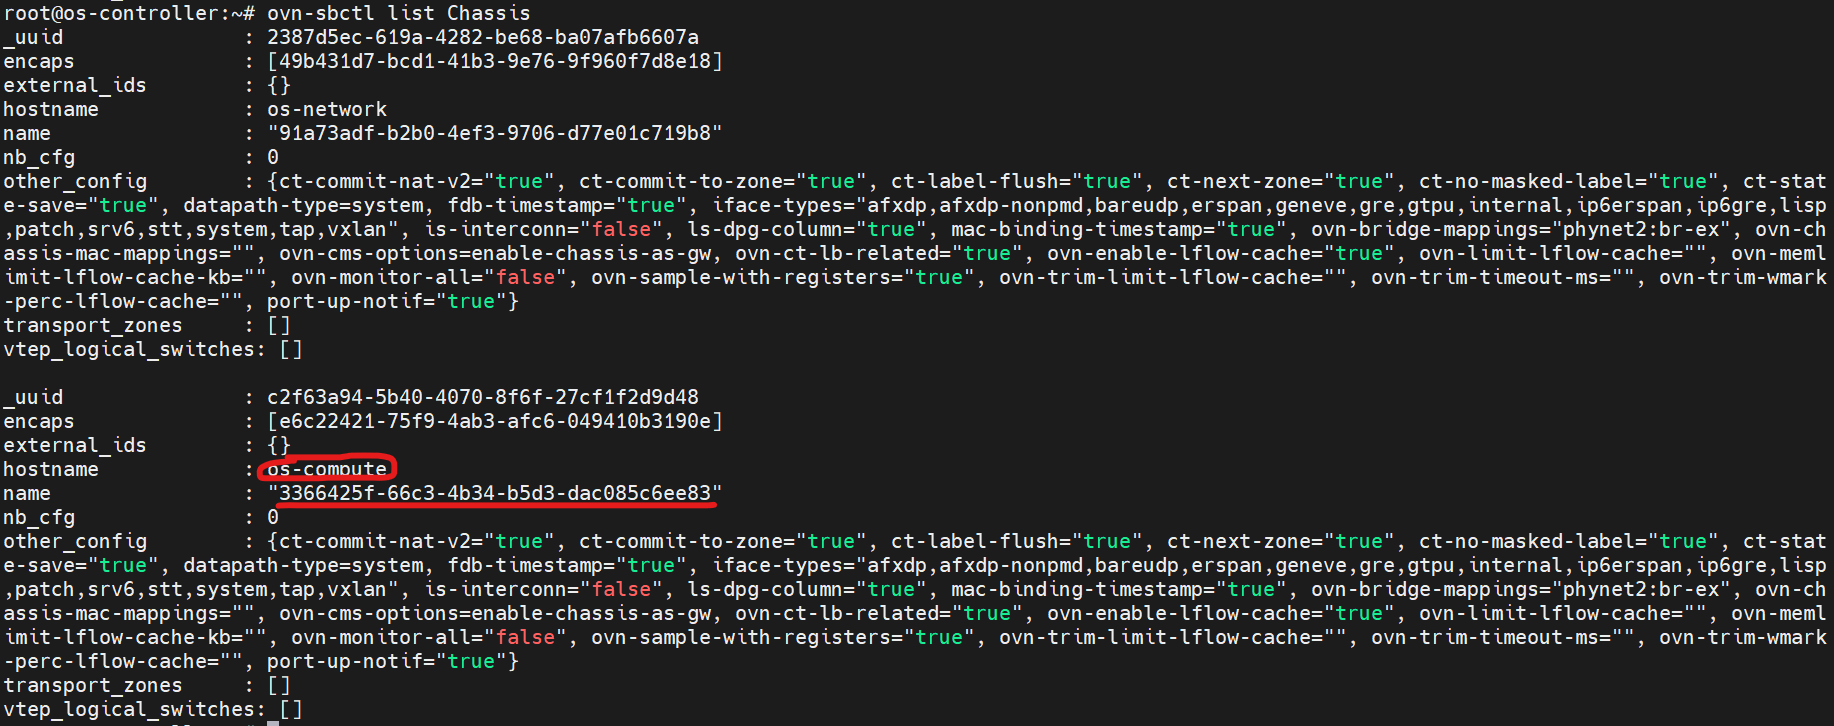 root@os-controller:~# ovn-sbctl list Chassis
_uuid               : 2387d5ec-619a-4282-be68-ba07afb6607a
encaps              : [49b431d7-bcd1-41b3-9e76-9f960f7d8e18]
external_ids        : {}
hostname            : os-network
name                : "91a73adf-b2b0-4ef3-9706-d77e01c719b8"
nb_cfg              : 0
other_config        : {ct-commit-nat-v2="true", ct-commit-to-zone="true", ct-label-flush="true", ct-next-zone="true", ct-no-masked-label="true", ct-stat
e-save="true", datapath-type=system, fdb-timestamp="true", iface-types="afxdp,afxdp-nonpmd,bareudp,erspan,geneve,gre,gtpu,internal,ip6erspan,ip6gre,lisp
,patch,srv6,stt,system,tap,vxlan", is-interconn="false", ls-dpg-column="true", mac-binding-timestamp="true", ovn-bridge-mappings="phynet2:br-ex", ovn-ch
assis-mac-mappings="", ovn-cms-options=enable-chassis-as-gw, ovn-ct-lb-related="true", ovn-enable-lflow-cache="true", ovn-limit-lflow-cache="", ovn-meml
imit-lflow-cache-kb="", ovn-monitor-all="false", ovn-sample-with-registers="true", ovn-trim-limit-lflow-cache="", ovn-trim-timeout-ms="", ovn-trim-wmark
-perc-lflow-cache="", port-up-notif="true"}
transport_zones     : []
vtep_logical_switches: []
_uuid               : c2f63a94-5b40-4070-8f6f-27cf1f2d9d48
encaps              : [e6c22421-75f9-4ab3-afc6-049410b3190e]
external_ids        : {}
hostname            : os-compute
name                : "3366425f-66c3-4b34-b5d3-dac085c6ee83"
nb_cfg              : 0
other_config        : {ct-commit-nat-v2="true", ct-commit-to-zone="true", ct-label-flush="true", ct-next-zone="true", ct-no-masked-label="true", ct-stat
e-save="true", datapath-type=system, fdb-timestamp="true", iface-types="afxdp,afxdp-nonpmd,bareudp,erspan,geneve,gre,gtpu,internal,ip6erspan,ip6gre,lisp
,patch,srv6,stt,system,tap,vxlan", is-interconn="false", ls-dpg-column="true", mac-binding-timestamp="true", ovn-bridge-mappings="phynet2:br-ex", ovn-ch
assis-mac-mappings="", ovn-cms-options=enable-chassis-as-gw, ovn-ct-lb-related="true", ovn-enable-lflow-cache="true", ovn-limit-lflow-cache="", ovn-meml
imit-lflow-cache-kb="", ovn-monitor-all="false", ovn-sample-with-registers="true", ovn-trim-limit-lflow-cache="", ovn-trim-timeout-ms="", ovn-trim-wmark
-perc-lflow-cache="", port-up-notif="true"}
transport_zones     : []
vtep_logical_switches: []